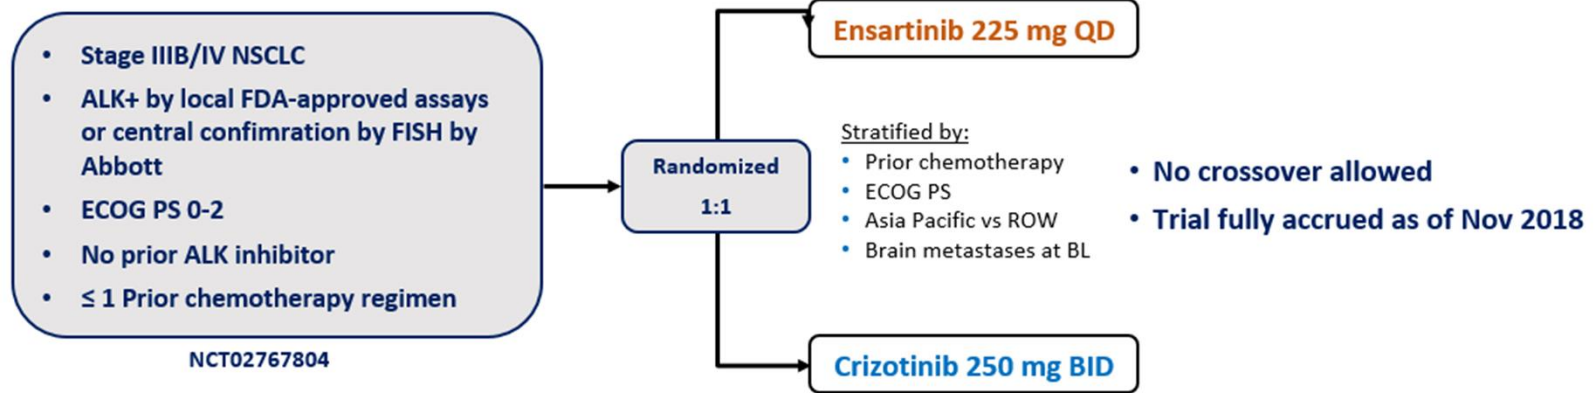 • Stage IIIB/IV NSCLC
• ALK+ by local FDA-approved assays
or central confimration by FISH by
Abbott
• ECOG PS 0-2
• No prior ALK inhibitor
• ≤ 1 Prior chemotherapy regimen
NCT02767804
Randomized
1:1
Ensartinib 225 mg QD
Stratified by:
• Prior chemotherapy
• ECOG PS
• Asia Pacific vs ROW
• Brain metastases at BL
Crizotinib 250 mg BID
• No crossover allowed
• Trial fully accrued as of Nov 2018